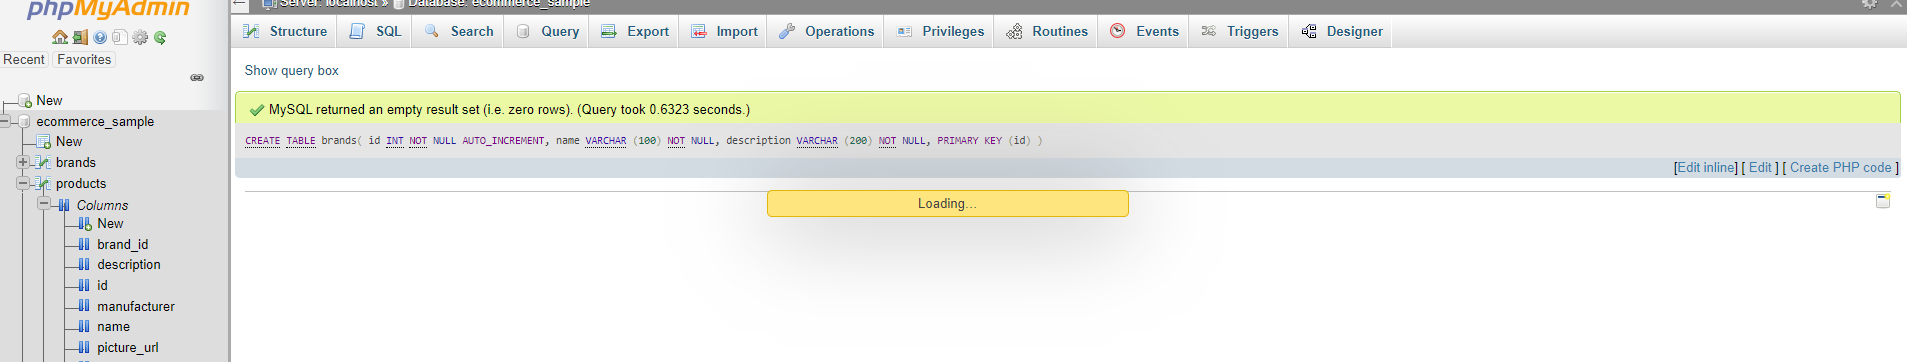 phpMyAdmin
Server: localhost » Database: ecommerce_sample
Structure SQL Search Query Export Import Operations Privileges Routines Events Triggers Designer
Recent Favorites
Show query box
New
ecommerce_sample
New
brands
products
Columns
New
brand_id
description
id
manufacturer
name
picture_url
MySQL returned an empty result set (i.e. zero rows). (Query took 0.6323 seconds.)
CREATE TABLE brands( id INT NOT NULL AUTO_INCREMENT, name VARCHAR (100) NOT NULL, description VARCHAR (200) NOT NULL, PRIMARY KEY (id) )
[Edit inline] [ Edit ] [ Create PHP code ]
Loading...